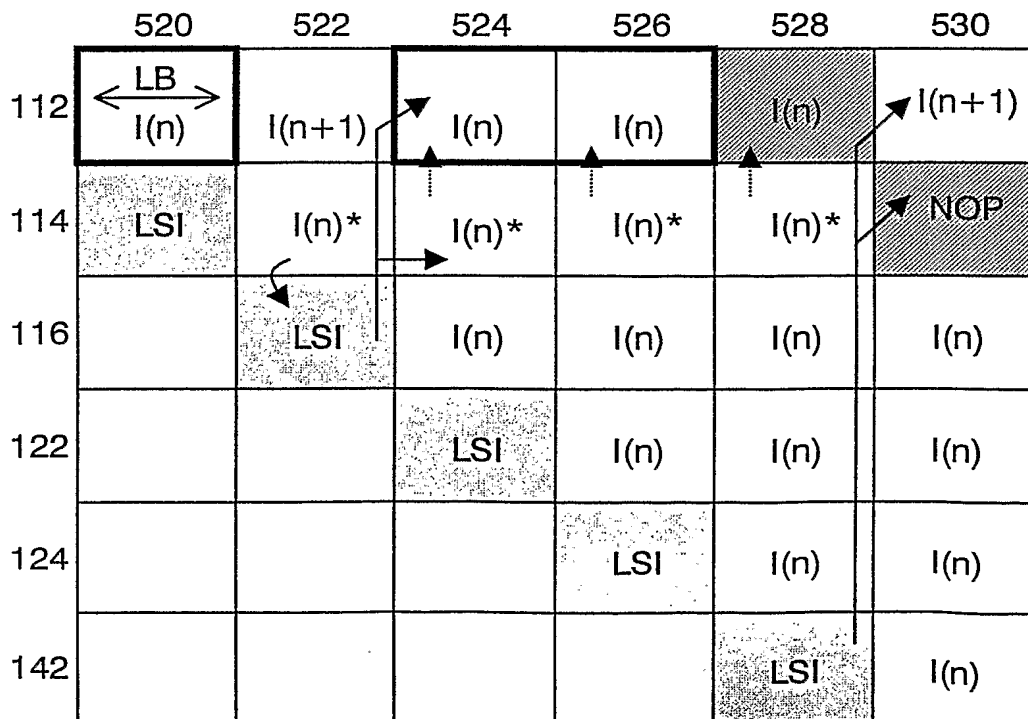 520 522 524 526 528 530
LB
112 I(n) I(n+1) I(n) I(n) I(n) I(n+1)
114 LSI I(n)* I(n)* I(n)* I(n)* NOP
116 LSI I(n) I(n) I(n) I(n)
122 LSI I(n) I(n) I(n)
124 LSI I(n) I(n)
142 LSI I(n)